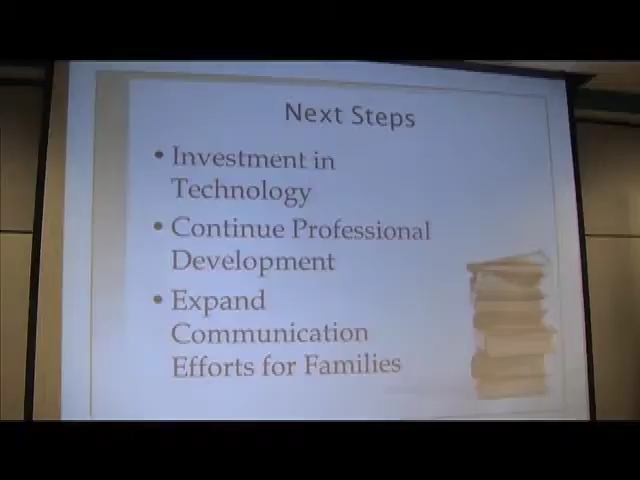 Next Steps
• Investment in
Technology
• Continue Professional
Development
• Expand
Communication
Efforts for Families